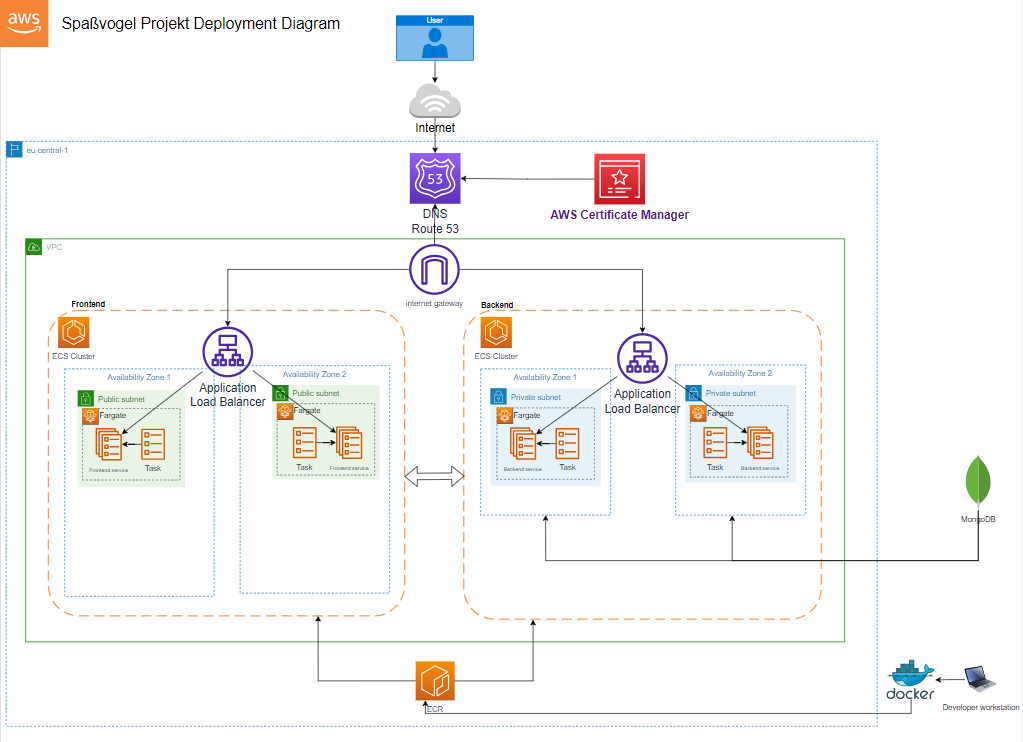 aws
Spaßvogel Projekt Deployment Diagram
User
Internet
eu-central-1
53
DNS
Route 53
AWS Certificate Manager
VPC
internet gateway
Frontend
ECS Cluster
Application
Load Balancer
Availability Zone 1
Public subnet
Fargate
Frontend service
Task
Availability Zone 2
Public subnet
Fargate
Task
Frontend service
Backend
ECS Cluster
Application
Load Balancer
Availability Zone 1
Private subnet
Fargate
Backend service
Task
Availability Zone 2
Private subnet
Fargate
Task
Backend service
MongoDB
ECR
docker
Developer workstation